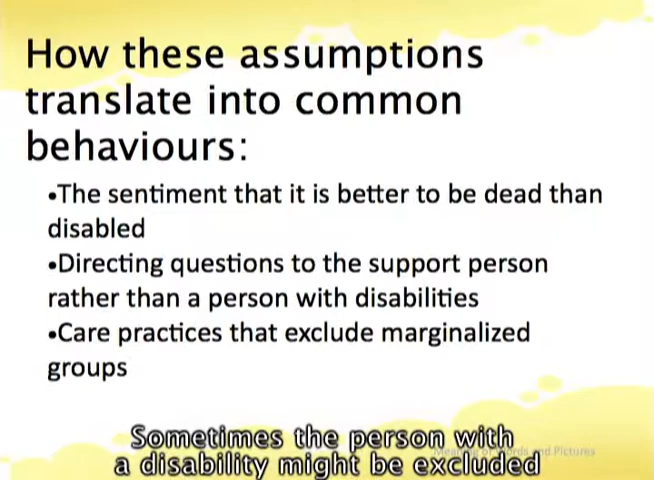 How these assumptions
translate into common
behaviours:
•The sentiment that it is better to be dead than
disabled
•Directing questions to the support person
rather than a person with disabilities
•Care practices that exclude marginalized
groups
Sometimes the person with
and Pictures
a disability might be excluded